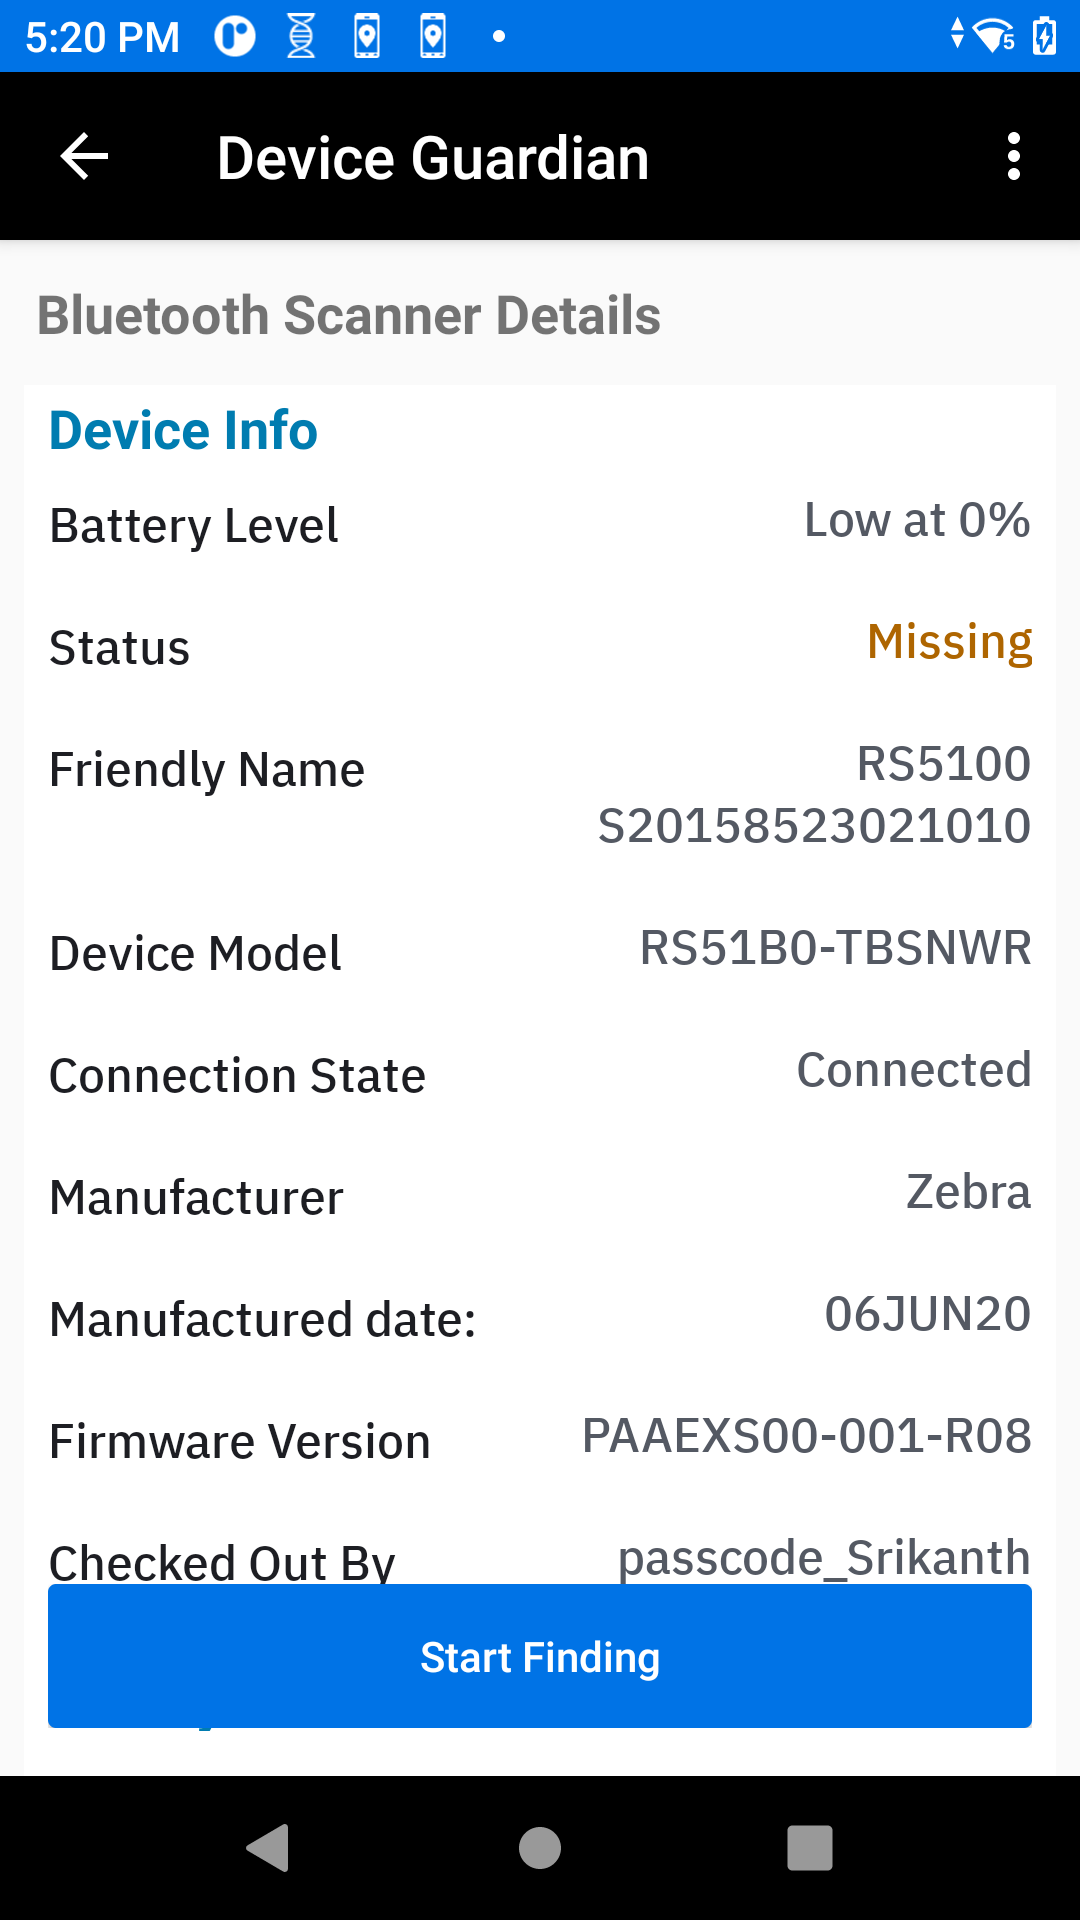 5:20 PM
5
Device Guardian
Bluetooth Scanner Details
Device Info
Battery Level
Low at 0%
Status
Missing
Friendly Name
RS5100
S20158523021010
Device Model
RS51B0-TBSNWR
Connection State
Connected
Manufacturer
Zebra
Manufactured date:
06JUN20
Firmware Version
PAAEXS00-001-R08
Checked Out By
passcode_Srikanth
Start Finding